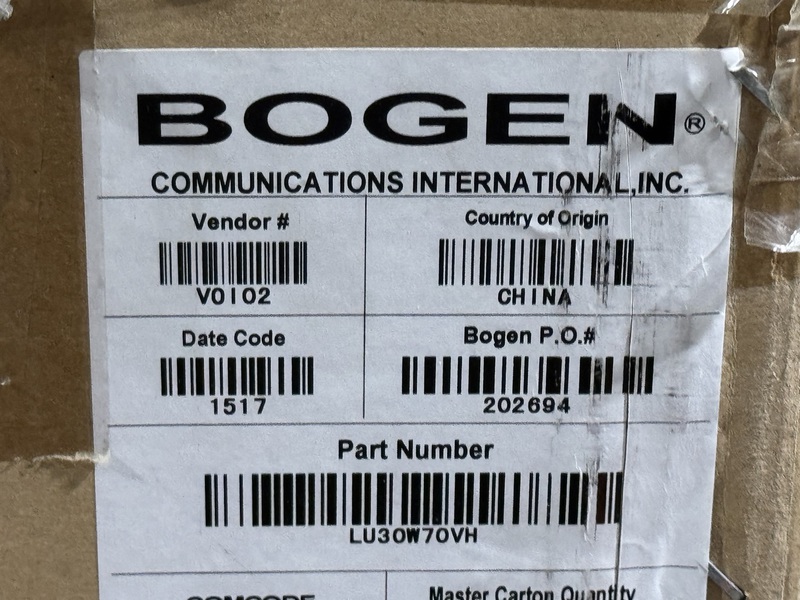 BOGEN®
COMMUNICATIONS INTERNATIONAL,INC.
Vendor # Country of Origin
V0102 CHINA
Date Code Bogen P.O.#
1517 202694
Part Number
LU30W70VH
COMCODE Master Carton Quantity